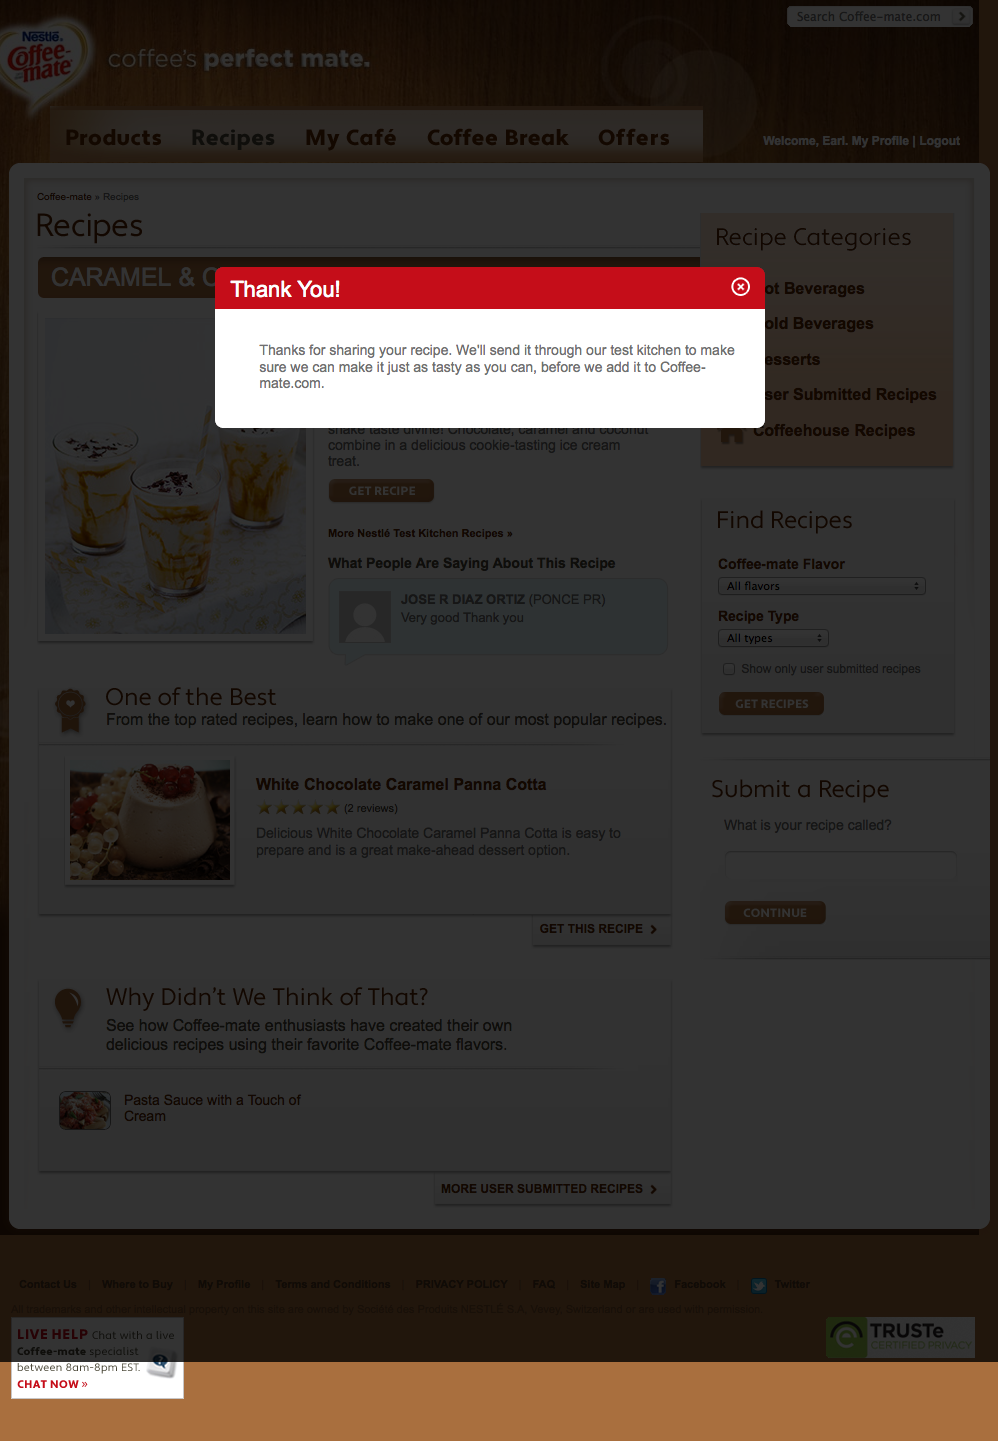 Search Coffee-mate.com
Nestlé®
Coffee-
mate
coffee's perfect mate.
Products Recipes My Café Coffee Break Offers
Welcome, Earl. My Profile | Logout
Coffee-mate » Recipes
Recipes
CARAMEL & C
Thank You!
Thanks for sharing your recipe. We'll send it through our test kitchen to make
sure we can make it just as tasty as you can, before we add it to Coffee-
mate.com.
shake taste divine! Chocolate, caramel and coconut
combine in a delicious cookie-tasting ice cream
treat.
GET RECIPE
More Nestlé Test Kitchen Recipes »
What People Are Saying About This Recipe
JOSE R DIAZ ORTIZ (PONCE PR)
Very good Thank you
Recipe Categories
ot Beverages
old Beverages
esserts
ser Submitted Recipes
Coffeehouse Recipes
Find Recipes
Coffee-mate Flavor
All flavors
Recipe Type
All types
Show only user submitted recipes
GET RECIPES
One of the Best
From the top rated recipes, learn how to make one of our most popular recipes.
White Chocolate Caramel Panna Cotta
(2 reviews)
Delicious White Chocolate Caramel Panna Cotta is easy to
prepare and is a great make-ahead dessert option.
GET THIS RECIPE
Submit a Recipe
What is your recipe called?
CONTINUE
Why Didn't We Think of That?
See how Coffee-mate enthusiasts have created their own
delicious recipes using their favorite Coffee-mate flavors.
Pasta Sauce with a Touch of
Cream
MORE USER SUBMITTED RECIPES
Contact Us | Where to Buy | My Profile | Terms and Conditions | PRIVACY POLICY | FAQ | Site Map | Facebook | Twitter
All trademarks and other intellectual property on this site are owned by Société des Produits NESTLÉ S.A., Vevey, Switzerland or are used with permission.
LIVE HELP Chat with a live
Coffee-mate specialist
between 8am-8pm EST.
CHAT NOW »
TRUSTe
CERTIFIED PRIVACY